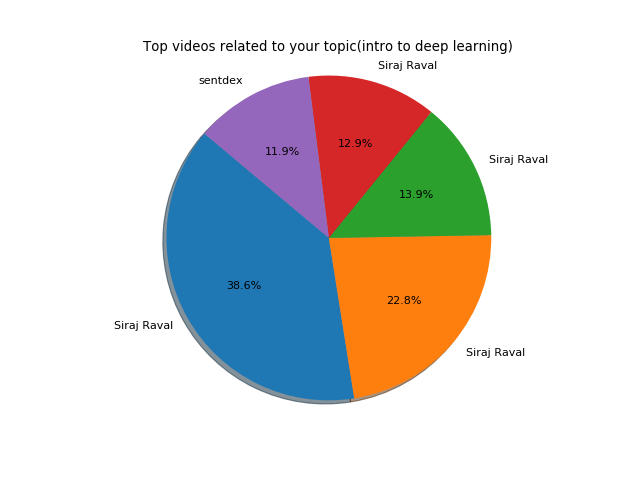 Top videos related to your topic(intro to deep learning)
Siraj Raval
sentdex
12.9%
11.9%
Siraj Raval
13.9%
38.6%
22.8%
Siraj Raval
Siraj Raval